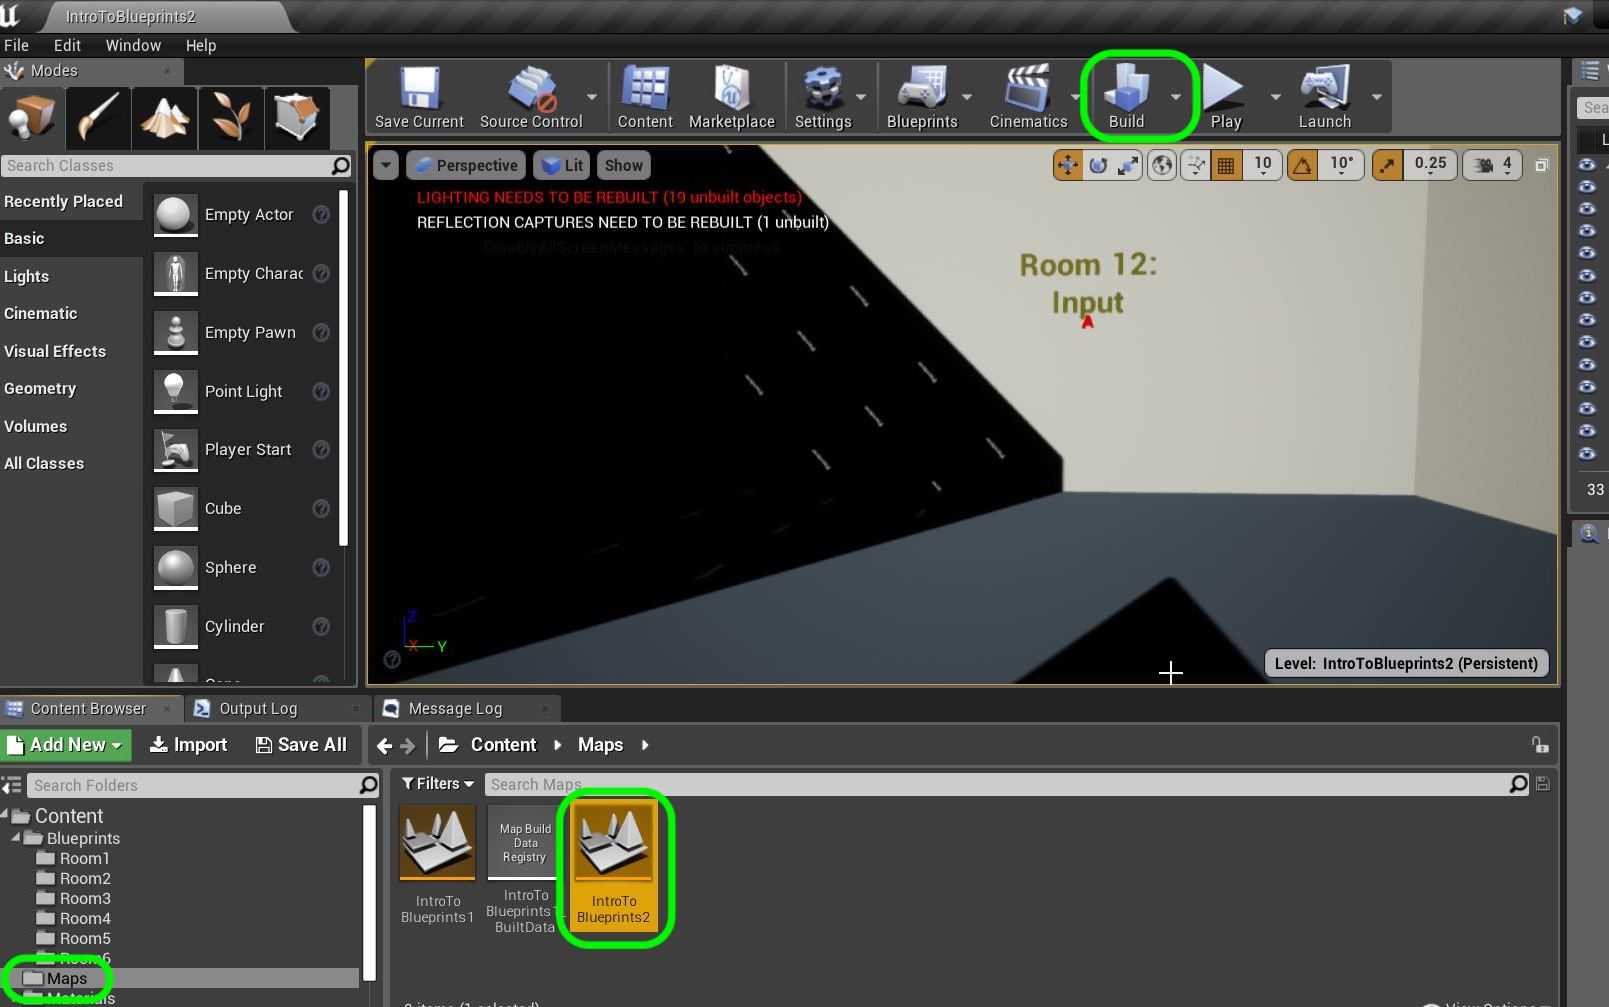 IntroToBlueprints2
File Edit Window Help
Modes
Save Current Source Control Content Marketplace Settings Blueprints Cinematics Build Play Launch
Search Classes
Recently Placed
Basic
Lights
Cinematic
Visual Effects
Geometry
Volumes
All Classes
Empty Actor
Empty Charac
Empty Pawn
Point Light
Player Start
Cube
Sphere
Cylinder
Perspective Lit Show
10 10° 0.25 4
LIGHTING NEEDS TO BE REBUILT (19 unbuilt objects)
REFLECTION CAPTURES NEED TO BE REBUILT (1 unbuilt)
'DisableAllScreenMessages' to suppress
Room 12:
Input
Z
X Y
Level: IntroToBlueprints2 (Persistent)
Sea
L
33
Content Browser Output Log Message Log
Add New Import Save All Content Maps
Search Folders
Filters Search Maps
Content
Blueprints
Room1
Room2
Room3
Room4
Room5
Room6
Maps
Materials
IntroTo
Blueprints1
Map Build
Data
Registry
IntroTo
Blueprints1_
BuiltData
IntroTo
Blueprints2